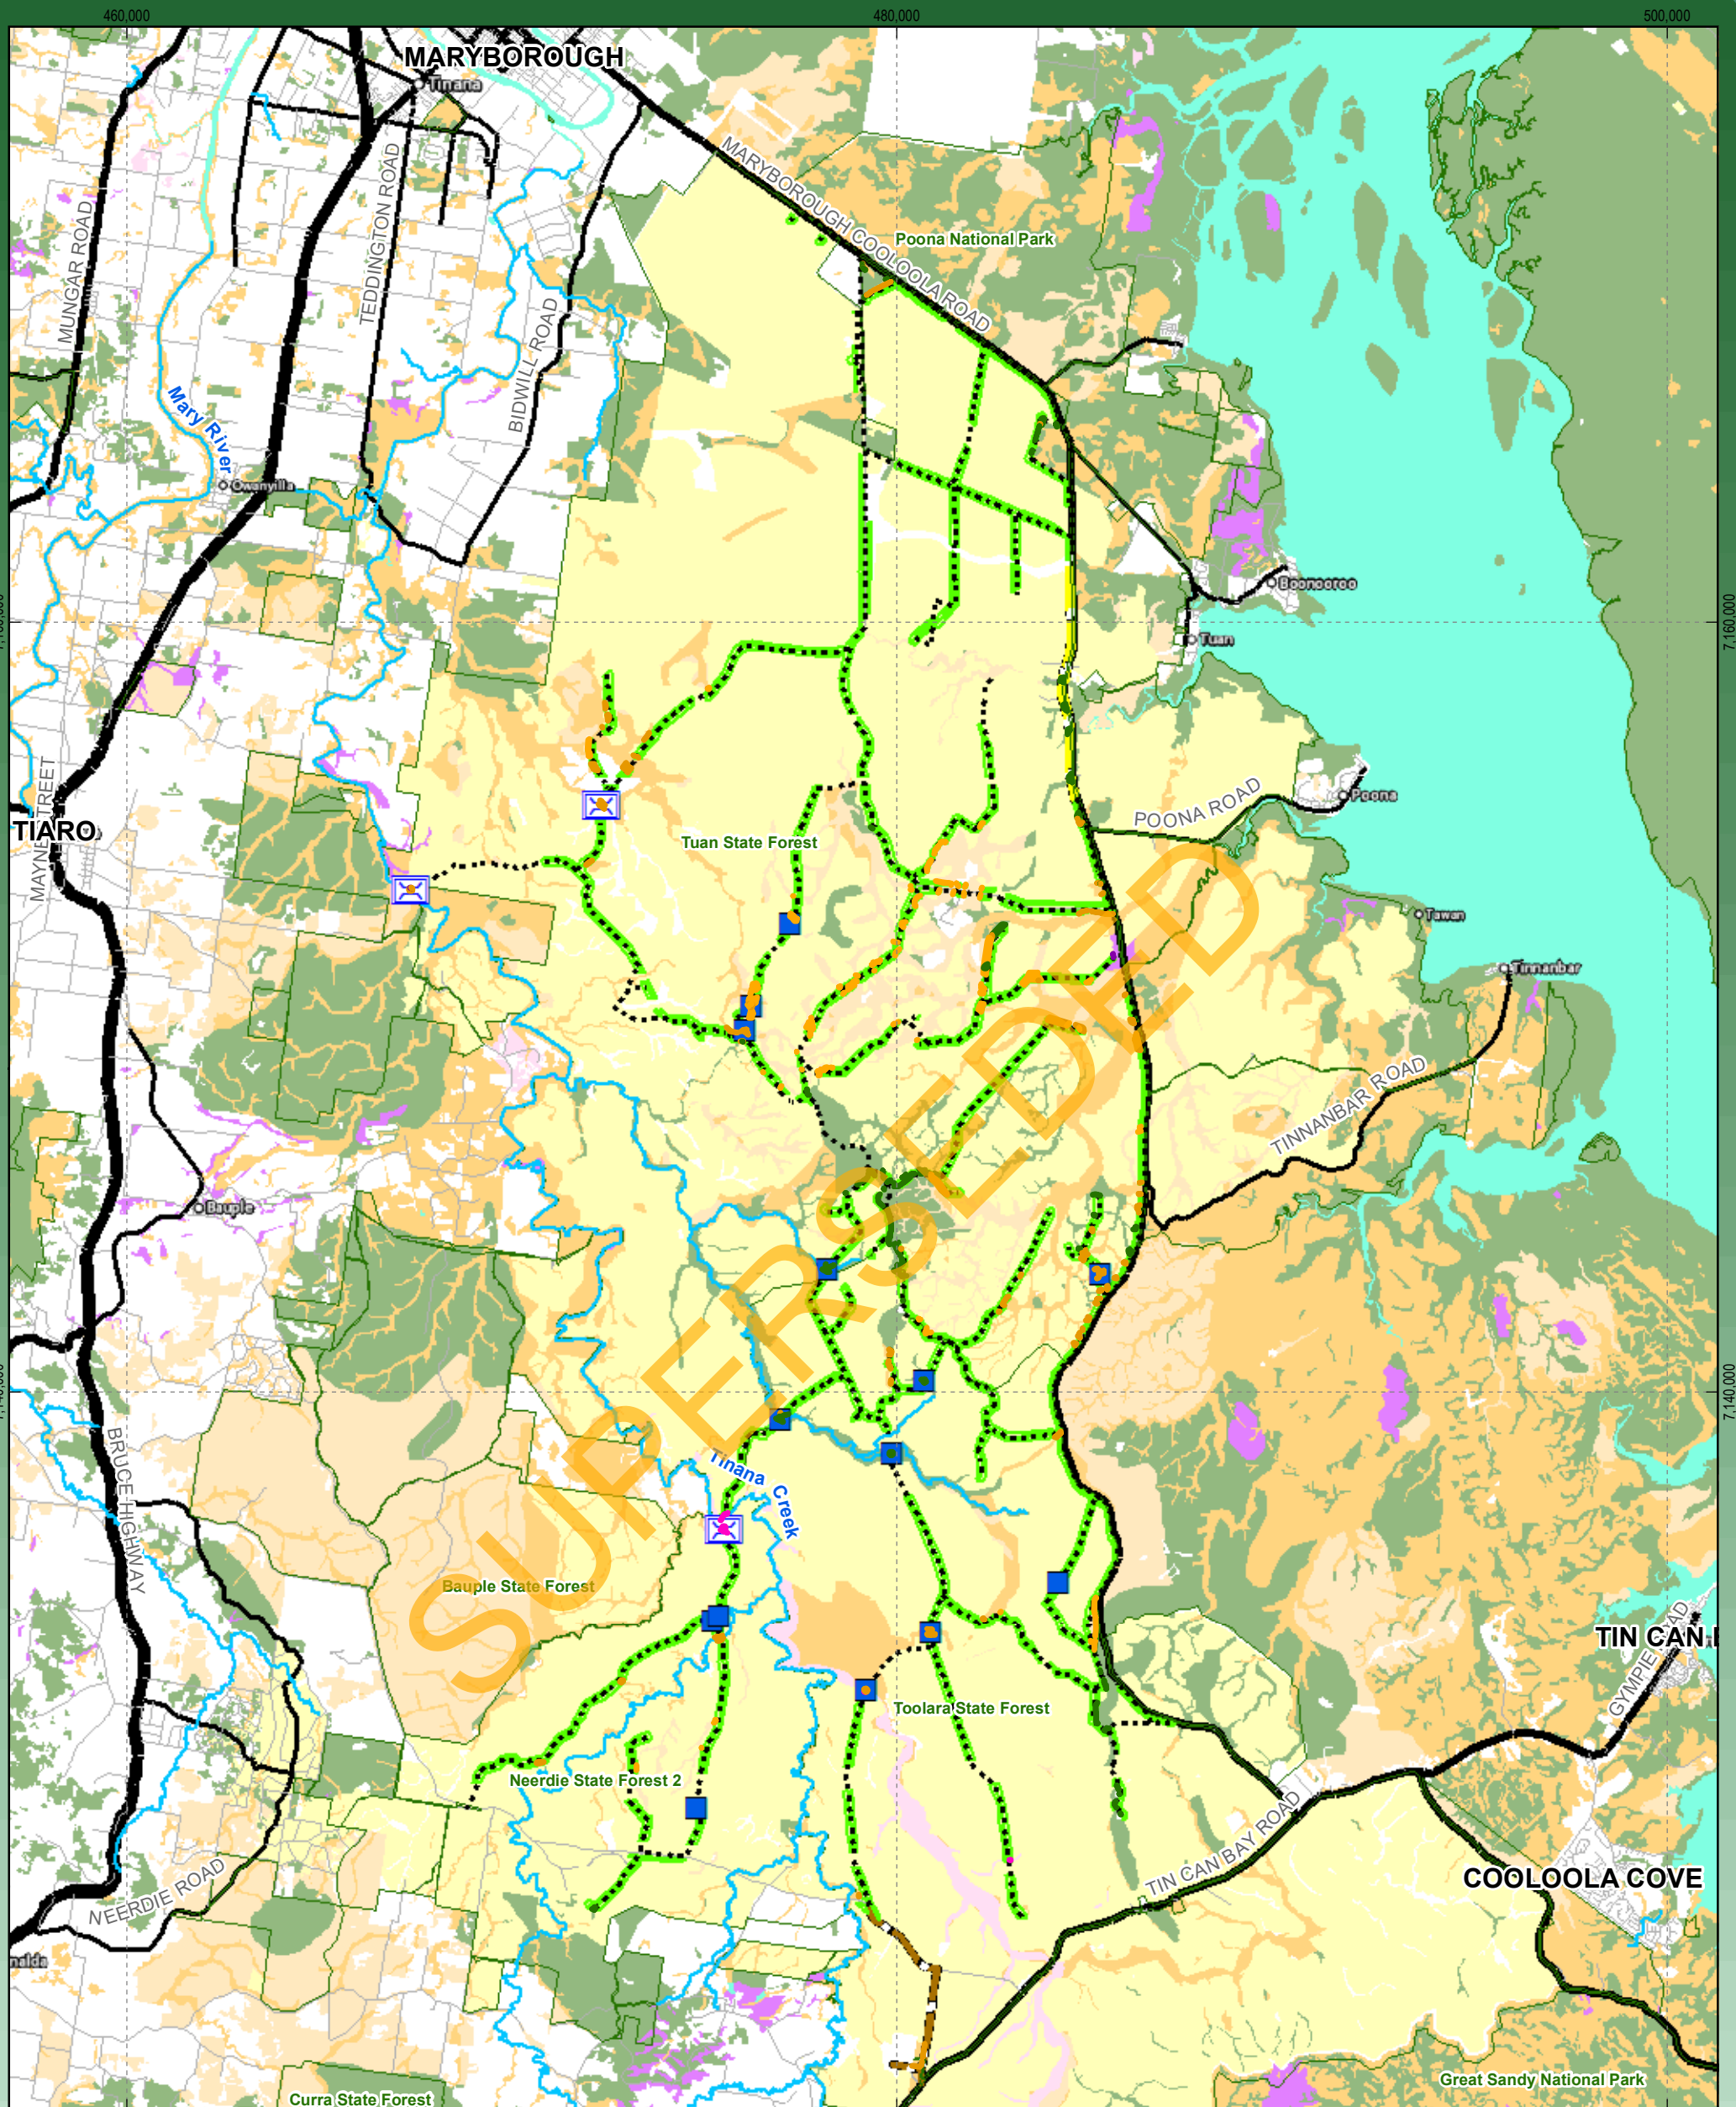 460,000
480,000
500,000
MARYBOROUGH
Tinana
MARYBOROUGH COOLOOLA ROAD
MUNGAR ROAD
TEDDINGTON ROAD
BIDWILL ROAD
Poona National Park
Mary River
Owanyilla
Boonooroo
7,160,000
Tuan
MAYNE STREET
TIARO
Tuan State Forest
POONA ROAD
Poona
Tawan
Tinnanbar
TINNANBAR ROAD
Bauple
SUPERSEDED
7,140,000
BRUCE HIGHWAY
Tinana Creek
Bauple State Forest
TIN CAN
GYMPIE ROAD
Toolara State Forest
Neerdie State Forest 2
TIN CAN BAY ROAD
COOLOOLA COVE
NEERDIE ROAD
nalda
Great Sandy National Park
Curra State Forest